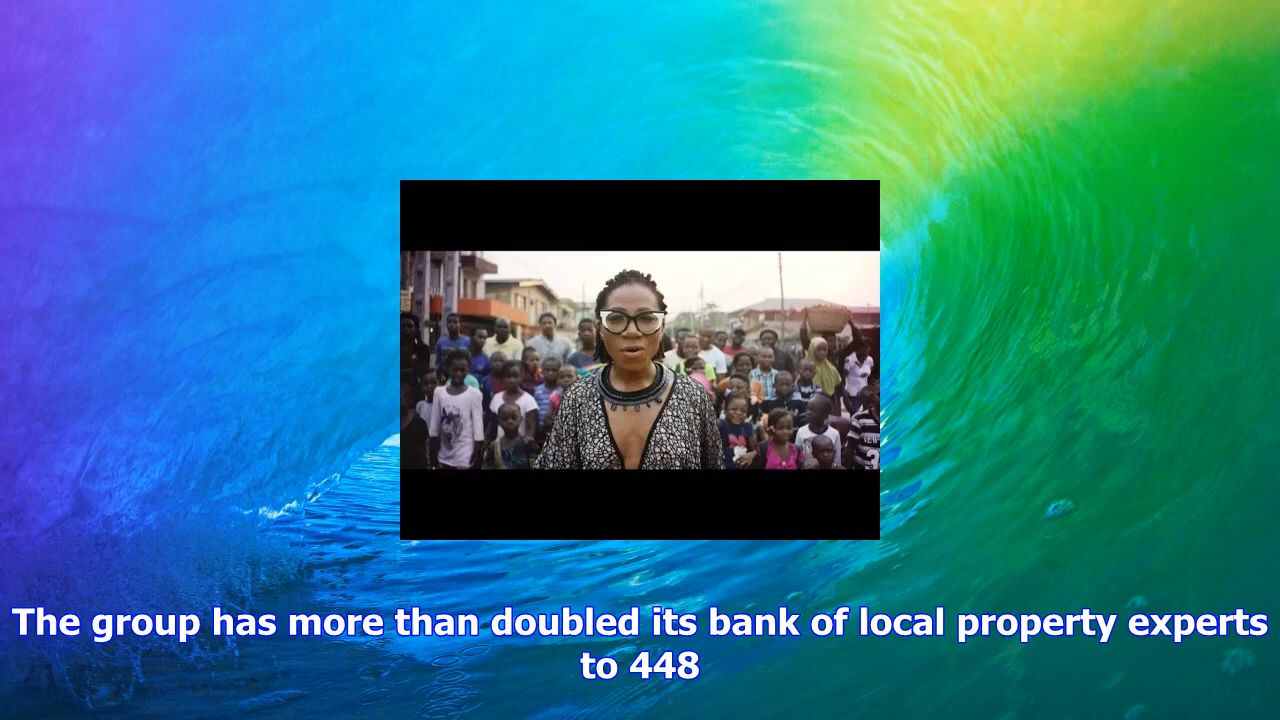 The group has more than doubled its bank of local property experts
to 448